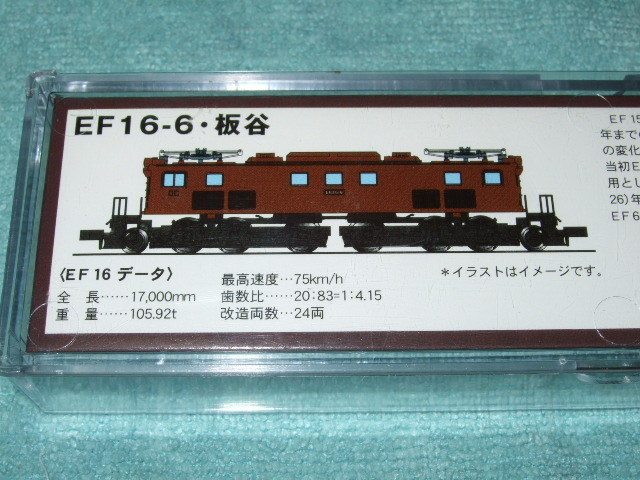 EF16-6・板谷
EF 15
年まで
の変化
当初E
用とし
26)年
EF6
*イラストはイメージです。
〈EF 16 データ〉
全 長……17,000mm
重 量……105.92t
最高速度…75km/h
歯数比……20:83=1:4.15
改造両数…24両